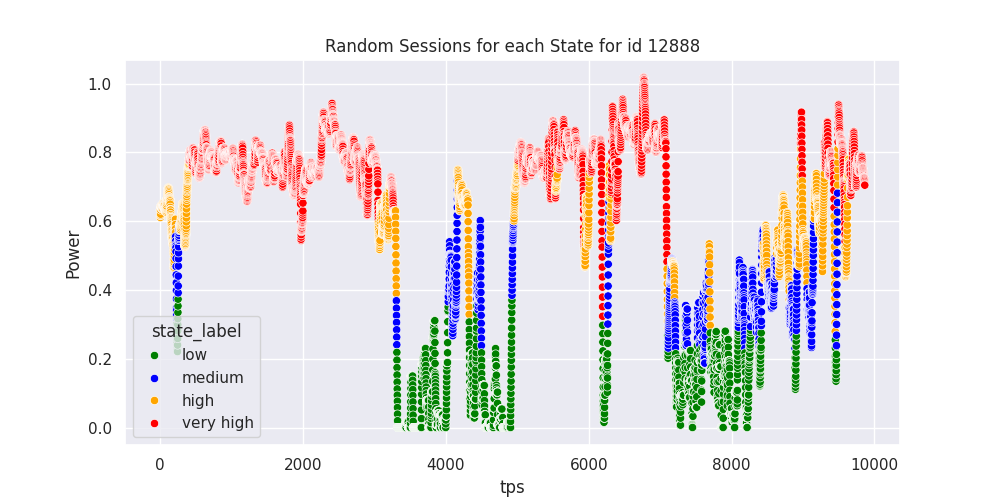 Random Sessions for each State for id 12888
Power
1.0
0.8
0.6
0.4
0.2
0.0
state_label
low
medium
high
very high
0
2000
4000
6000
8000
10000
tps